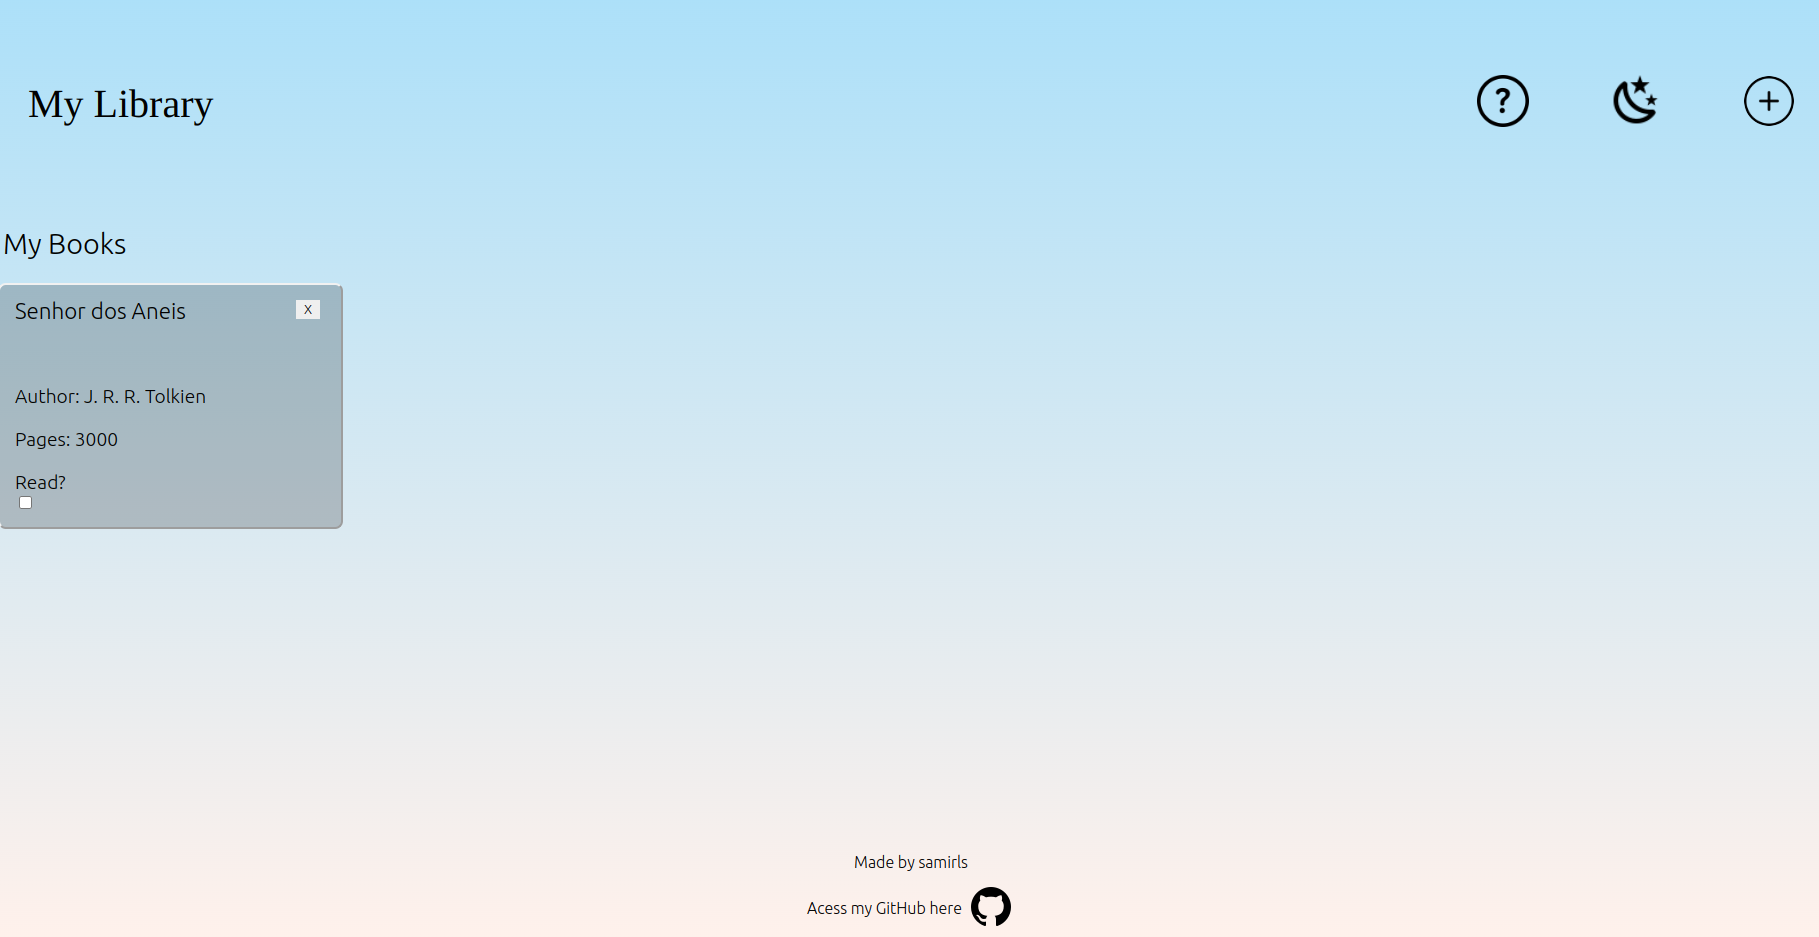 My Library
?
+
My Books
Senhor dos Aneis
X
Author: J. R. R. Tolkien
Pages: 3000
Read?
Made by samirls
Acess my GitHub here